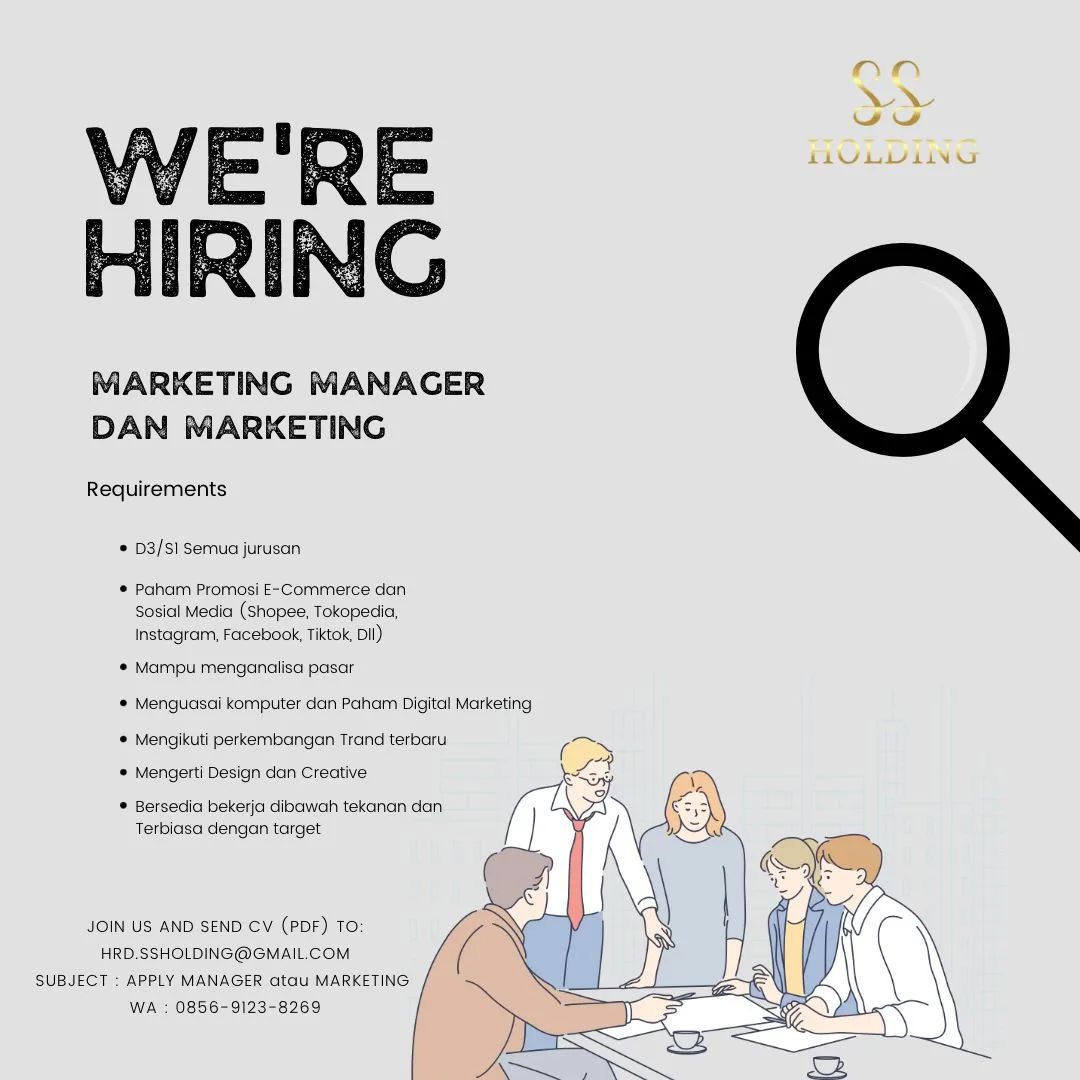 SS
HOLDING
WE'RE
HIRING
MARKETING MANAGER
DAN MARKETING
Requirements
• D3/S1 Semua jurusan
• Paham Promosi E-Commerce dan
Sosial Media (Shopee, Tokopedia,
Instagram, Facebook, Tiktok, Dll)
• Mampu menganalisa pasar
• Menguasai komputer dan Paham Digital Marketing
• Mengikuti perkembangan Trand terbaru
• Mengerti Design dan Creative
• Bersedia bekerja dibawah tekanan dan
Terbiasa dengan target
JOIN US AND SEND CV (PDF) TO:
HRD.SSHOLDING@GMAIL.COM
SUBJECT : APPLY MANAGER atau MARKETING
WA : 0856-9123-8269